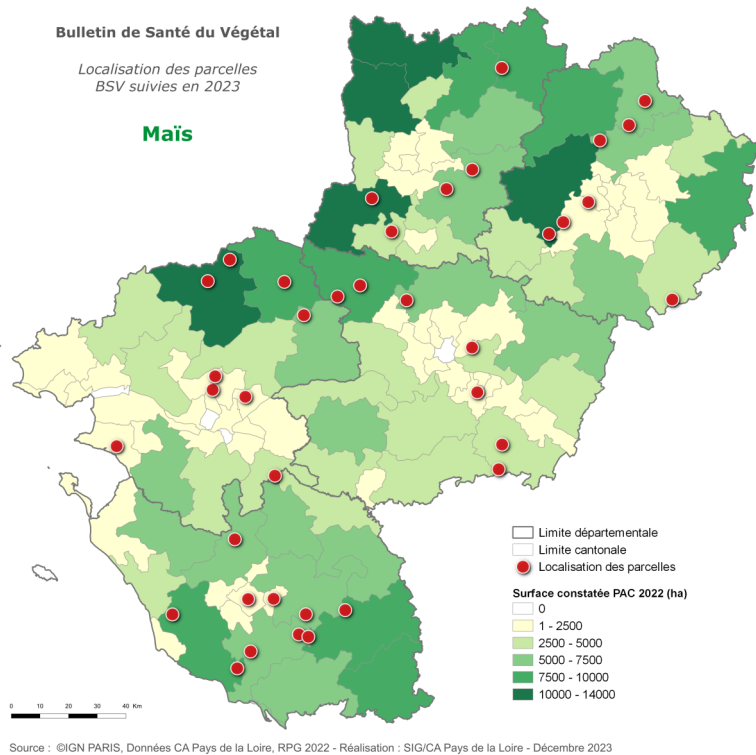 Bulletin de Santé du Végétal
Localisation des parcelles
BSV suivies en 2023
Maïs
Limite départementale
Limite cantonale
Localisation des parcelles
Surface constatée PAC 2022 (ha)
0
1 - 2500
2500 - 5000
5000 - 7500
7500 - 10000
10000 - 14000
0 10 20 30 40 Km
Source : ©IGN PARIS, Données CA Pays de la Loire, RPG 2022 - Réalisation : SIG/CA Pays de la Loire - Décembre 2023